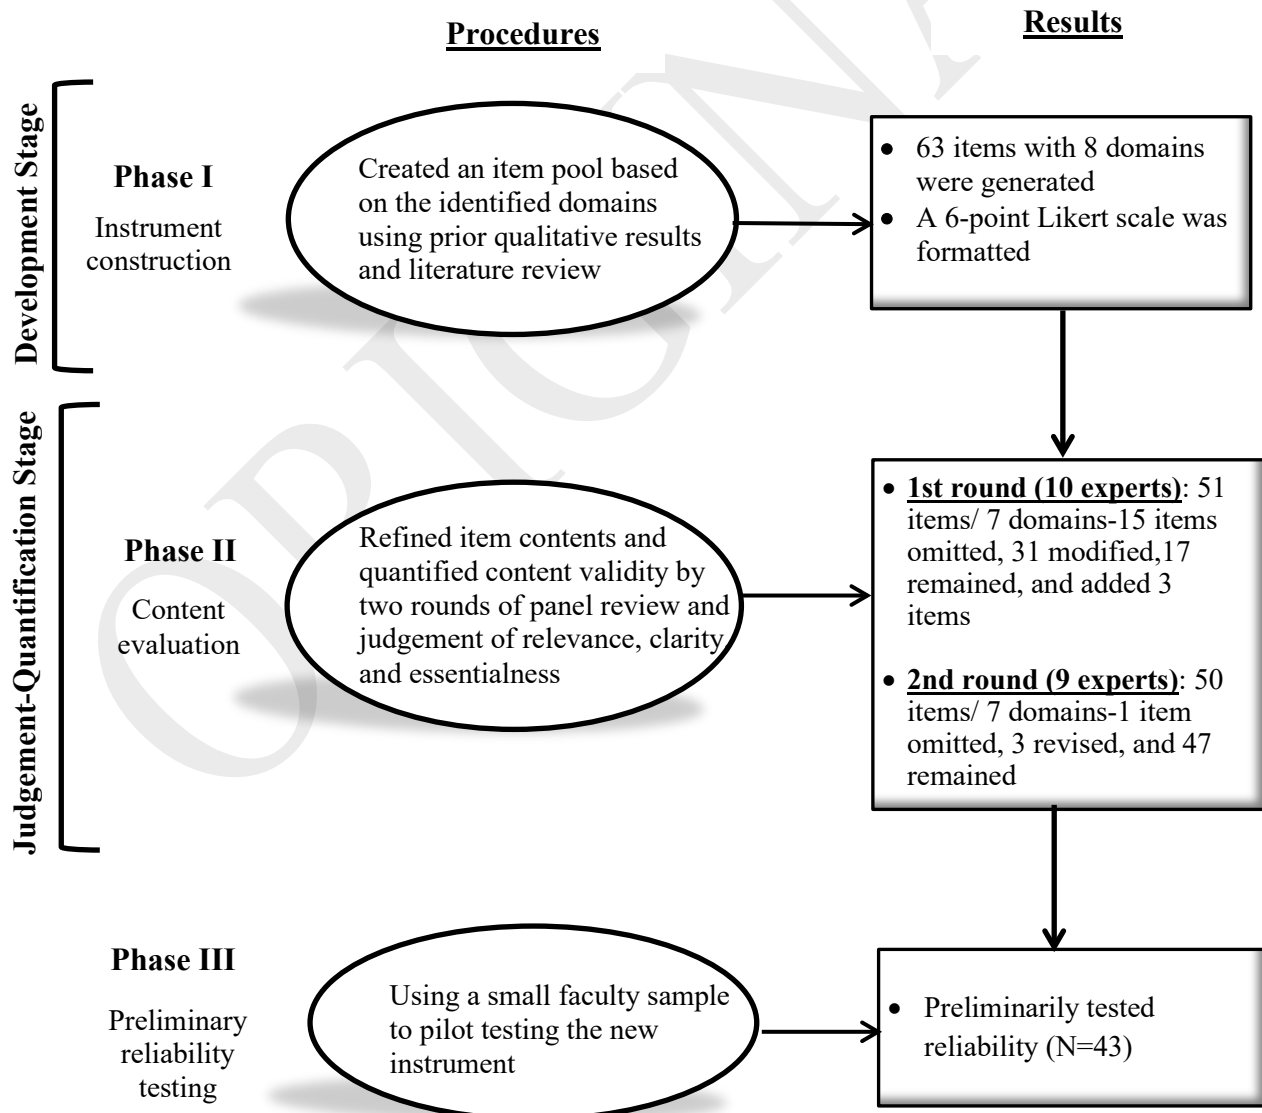 Procedures
Results
Development Stage
Phase I
Instrument
construction
Created an item pool based
on the identified domains
using prior qualitative results
and literature review
• 63 items with 8 domains
were generated
• A 6-point Likert scale was
formatted
Judgement-Quantification Stage
Phase II
Content
evaluation
Refined item contents and
quantified content validity by
two rounds of panel review and
judgement of relevance, clarity
and essentialness
• 1st round (10 experts): 51
items/ 7 domains-15 items
omitted, 31 modified,17
remained, and added 3
items
• 2nd round (9 experts): 50
items/ 7 domains-1 item
omitted, 3 revised, and 47
remained
Phase III
Preliminary
reliability
testing
Using a small faculty sample
to pilot testing the new
instrument
• Preliminarily tested
reliability (N=43)